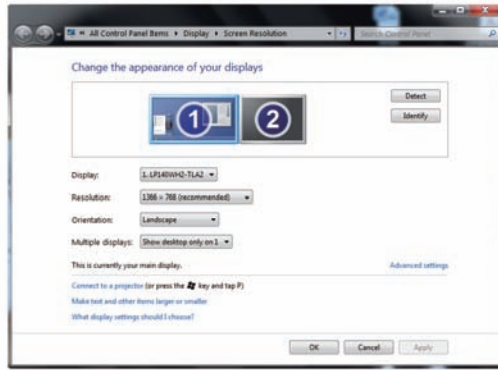 All Control Panel Items ▸ Display ▸ Screen Resolution
Search Control Panel
Change the appearance of your displays
1
2
Detect
Identify
Display: 1. LP140WH2-TLA2
Resolution: 1366 × 768 (recommended)
Orientation: Landscape
Multiple displays: Show desktop only on 1
This is currently your main display.
Advanced settings
Connect to a projector (or press the key and tap P)
Make text and other items larger or smaller
What display settings should I choose?
OK Cancel Apply